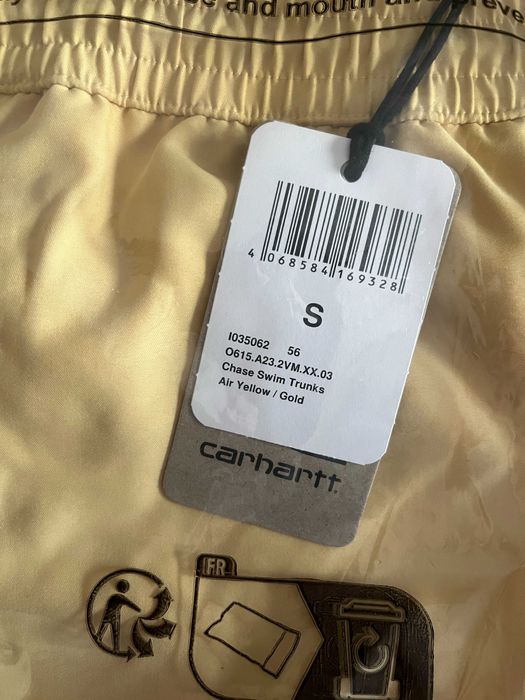 and mouth and
4 068584 169328
S
I035062 56
O615.A23.2VM.XX.03
Chase Swim Trunks
Air Yellow / Gold
carhartt
FR